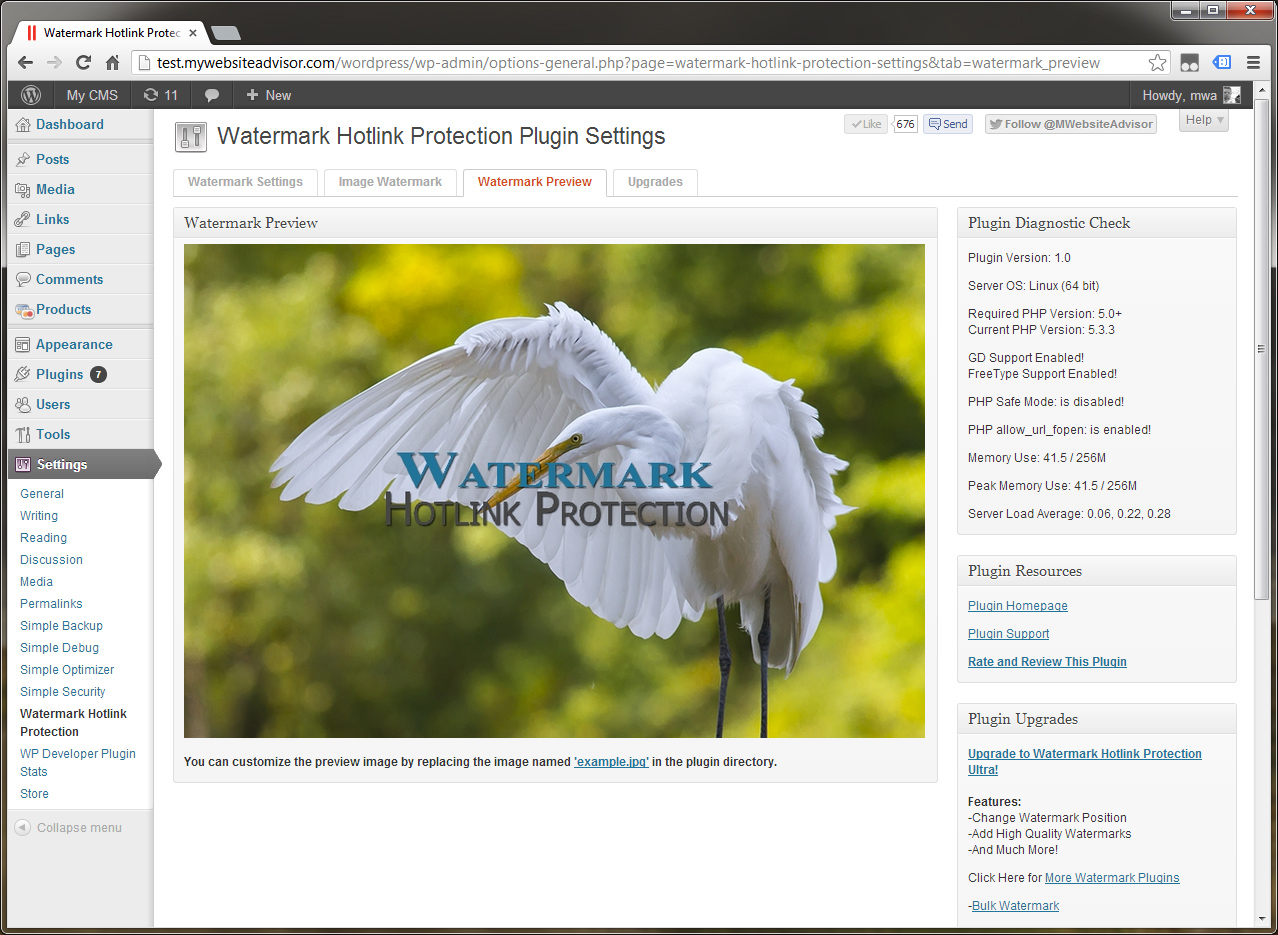 Watermark Hotlink Protec
test.mywebsiteadvisor.com/wordpress/wp-admin/options-general.php?page=watermark-hotlink-protection-settings&tab=watermark_preview
My CMS
11
+ New
Howdy, mwa
Dashboard
Posts
Media
Links
Pages
Comments
Products
Appearance
Plugins 7
Users
Tools
Settings
General
Writing
Reading
Discussion
Media
Permalinks
Simple Backup
Simple Debug
Simple Optimizer
Simple Security
Watermark Hotlink
Protection
WP Developer Plugin
Stats
Store
Collapse menu
Watermark Hotlink Protection Plugin Settings
Like 676 Send Follow @MWebsiteAdvisor Help
Watermark Settings
Image Watermark
Watermark Preview
Upgrades
Watermark Preview
WATERMARK
HOTLINK PROTECTION
You can customize the preview image by replacing the image named 'example.jpg' in the plugin directory.
Plugin Diagnostic Check
Plugin Version: 1.0
Server OS: Linux (64 bit)
Required PHP Version: 5.0+
Current PHP Version: 5.3.3
GD Support Enabled!
FreeType Support Enabled!
PHP Safe Mode: is disabled!
PHP allow_url_fopen: is enabled!
Memory Use: 41.5 / 256M
Peak Memory Use: 41.5 / 256M
Server Load Average: 0.06, 0.22, 0.28
Plugin Resources
Plugin Homepage
Plugin Support
Rate and Review This Plugin
Plugin Upgrades
Upgrade to Watermark Hotlink Protection
Ultra!
Features:
-Change Watermark Position
-Add High Quality Watermarks
-And Much More!
Click Here for More Watermark Plugins
-Bulk Watermark